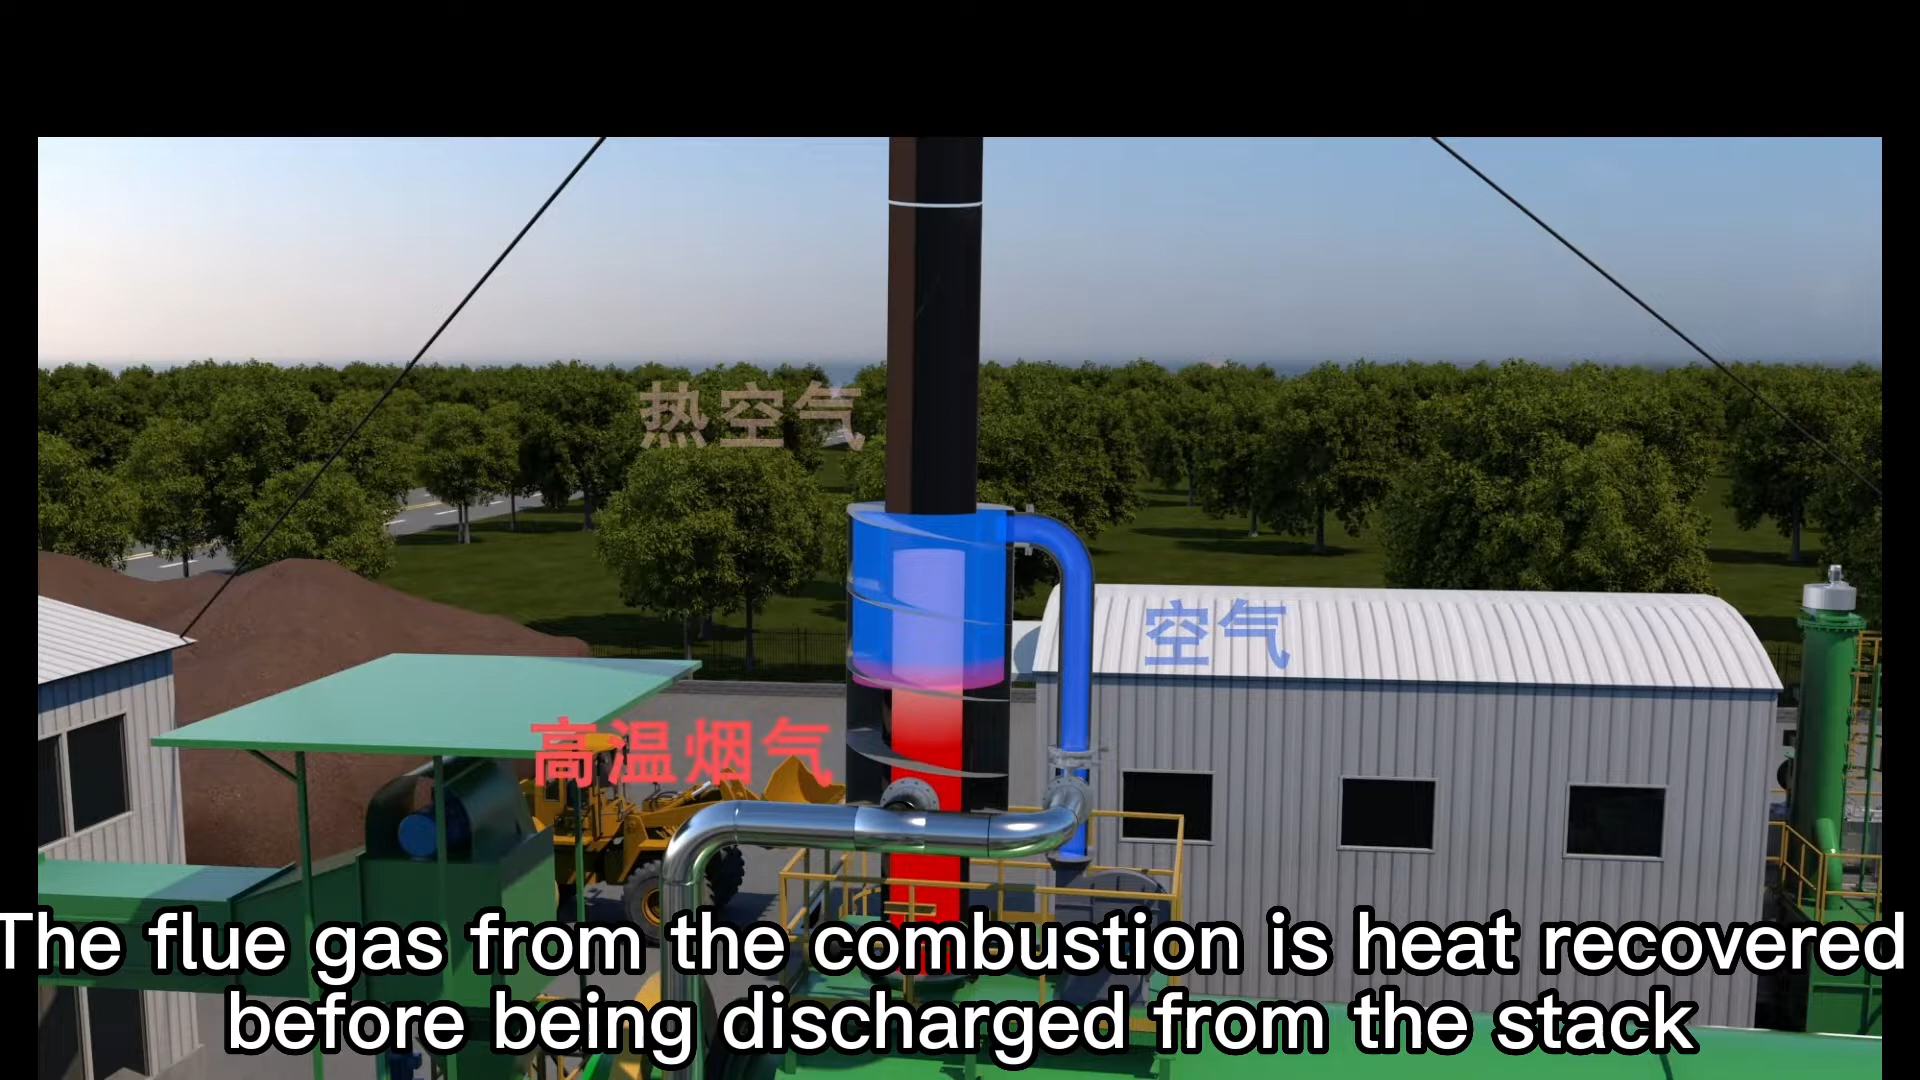 热空气
空气
高温烟气
The flue gas from the combustion is heat recovered
before being discharged from the stack